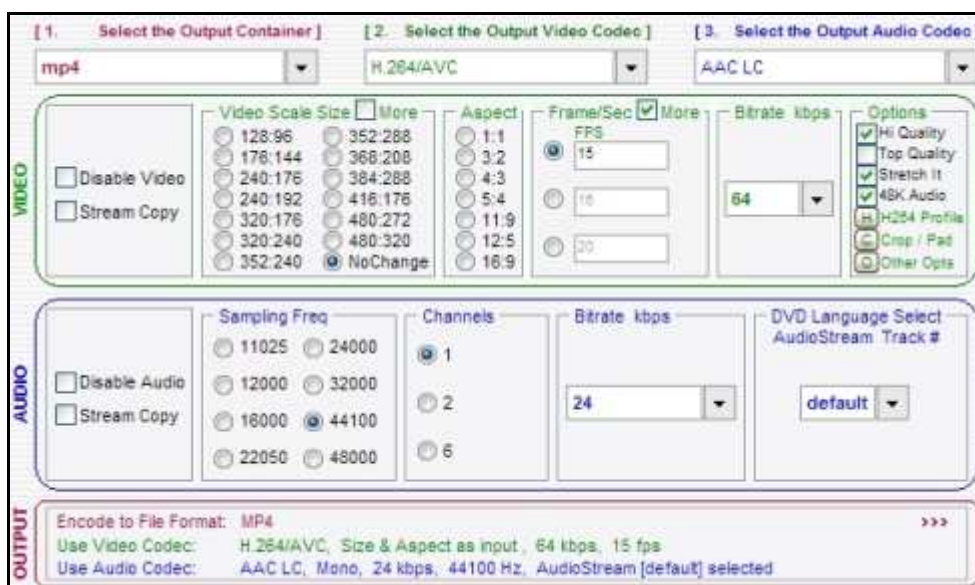 [ 1. Select the Output Container ] [ 2. Select the Output Video Codec ] [ 3. Select the Output Audio Codec
mp4 H.264/AVC AAC LC
VIDEO
Disable Video
Stream Copy
Video Scale Size More
128:96 352:288
176:144 368:208
240:176 384:288
240:192 416:176
320:176 480:272
320:240 480:320
352:240 NoChange
Aspect
1:1
3:2
4:3
5:4
11:9
12:5
16:9
Frame/Sec More
FPS
15
20
Bitrate kbps
64
Options
Hi Quality
Top Quality
Stretch It
48K Audio
H H264 Profile
C Crop / Pad
O Other Opts
AUDIO
Disable Audio
Stream Copy
Sampling Freq
11025 24000
12000 32000
16000 44100
22050 48000
Channels
1
2
6
Bitrate kbps
24
DVD Language Select
AudioStream Track #
default
OUTPUT
Encode to File Format: MP4 >>>
Use Video Codec: H.264/AVC, Size & Aspect as input , 64 kbps, 15 fps
Use Audio Codec: AAC LC, Mono, 24 kbps, 44100 Hz, AudioStream [default] selected